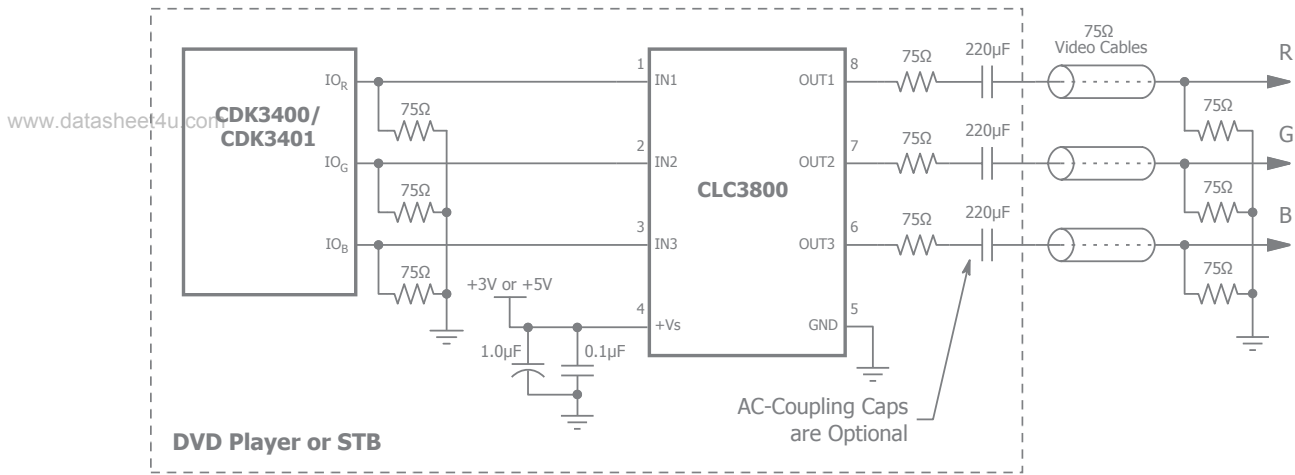 75Ω
Video Cables
www.datasheet4u.com
CDK3400/
CDK3401
IOR
IOG
IOB
75Ω
75Ω
75Ω
1
2
3
4
IN1
IN2
IN3
+Vs
CLC3800
OUT1
OUT2
OUT3
GND
8
7
6
5
75Ω
220µF
75Ω
220µF
75Ω
220µF
R
75Ω
G
75Ω
B
75Ω
+3V or +5V
1.0µF
0.1µF
AC-Coupling Caps
are Optional
DVD Player or STB